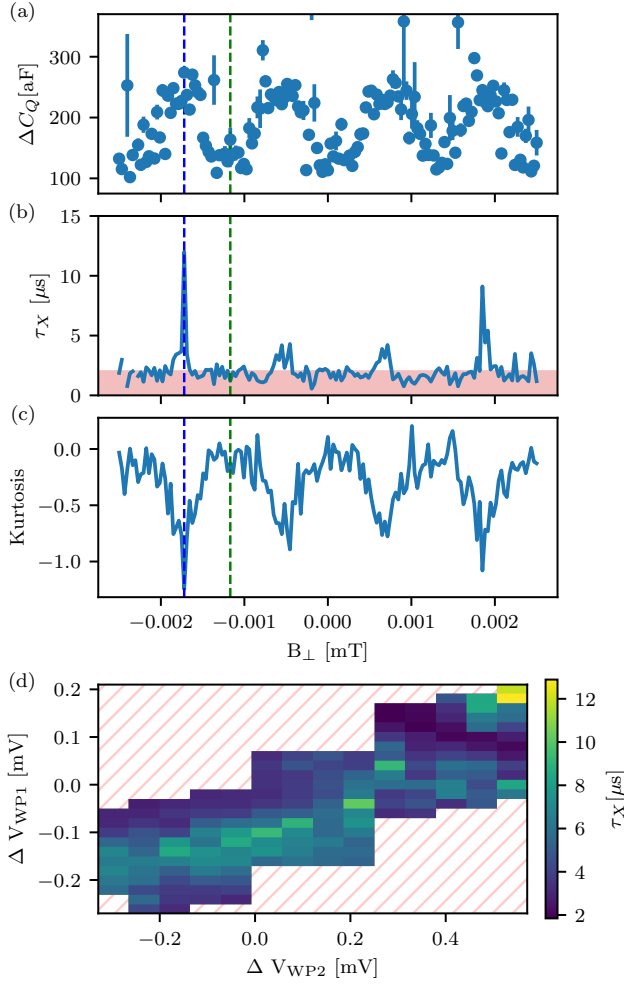 (a)
300
200
100
ΔC_Q[aF]
(b)
15
10
5
0
τ_X [μs]
(c)
0.0
−0.5
−1.0
Kurtosis
−0.002 −0.001 0.000 0.001 0.002
B_⊥ [mT]
(d)
0.2
0.1
0.0
−0.1
−0.2
Δ V_WP1 [mV]
−0.2 0.0 0.2 0.4
Δ V_WP2 [mV]
12
10
8
6
4
2
τ_X[μs]